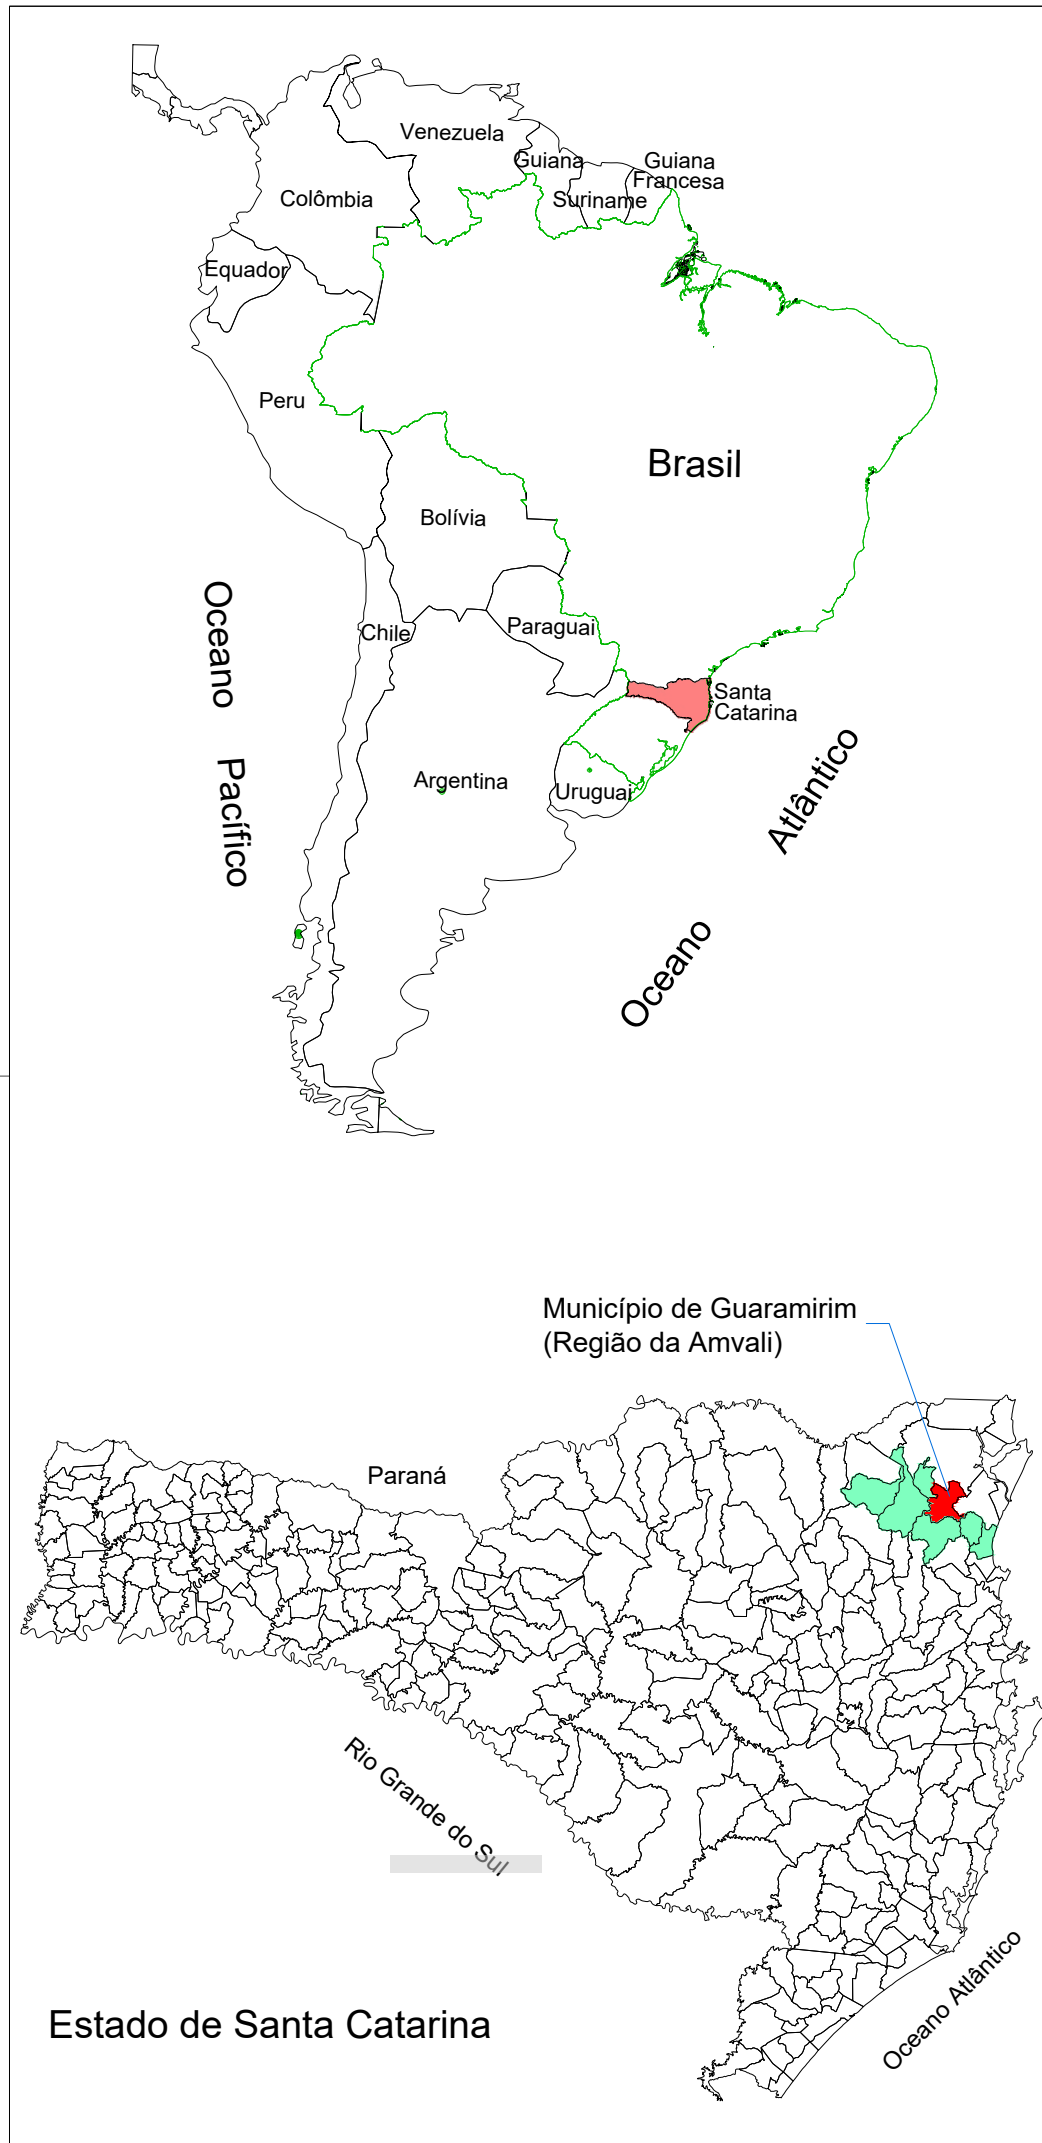 Venezuela
Guiana
Guiana
Francesa
Suriname
Colômbia
Equador
Peru
Brasil
Bolívia
Oceano Pacífico
Chile
Paraguai
Santa
Catarina
Argentina
Uruguai
Oceano Atlântico
Município de Guaramirim
(Região da Amvali)
Paraná
Rio Grande do Sul
Oceano Atlântico
Estado de Santa Catarina